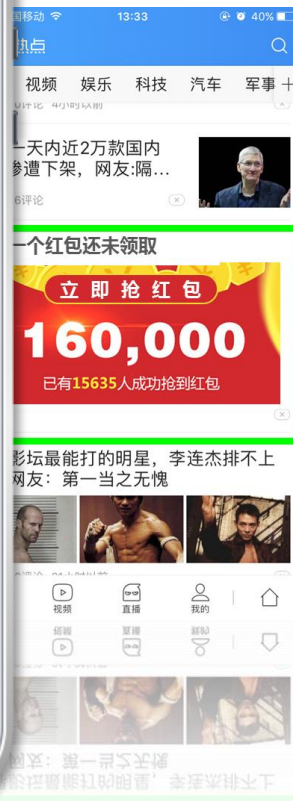 国移动 13:33 40%
热点
视频 娱乐 科技 汽车 军事
0评论 4小时以前
一天内近2万款国内
惨遭下架，网友:隔...
6评论
一个红包还未领取
立即抢红包
160,000
已有15635人成功抢到红包
影坛最能打的明星，李连杰排不上
网友：第一当之无愧
视频 直播 我的